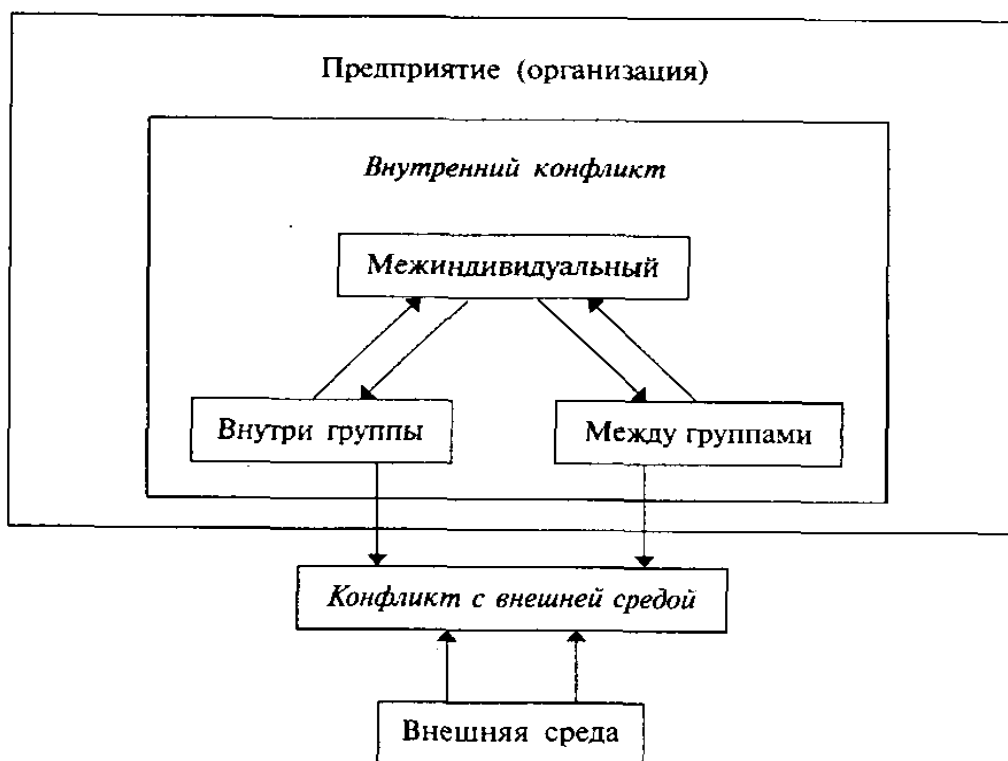 Предприятие (организация)
Внутренний конфликт
Межиндивидуальный
Внутри группы
Между группами
Конфликт с внешней средой
Внешняя среда